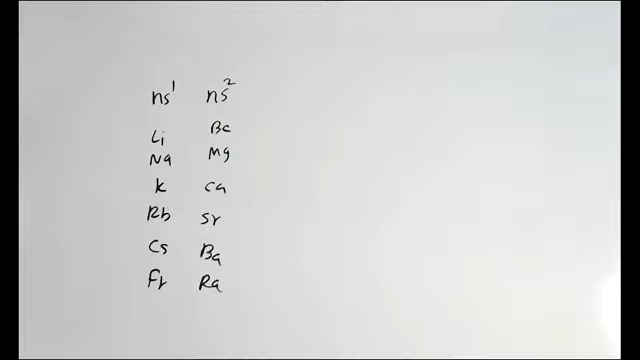 ns¹ ns²
Li Be
Na Mg
K Ca
Rb Sr
Cs Ba
Fr Ra